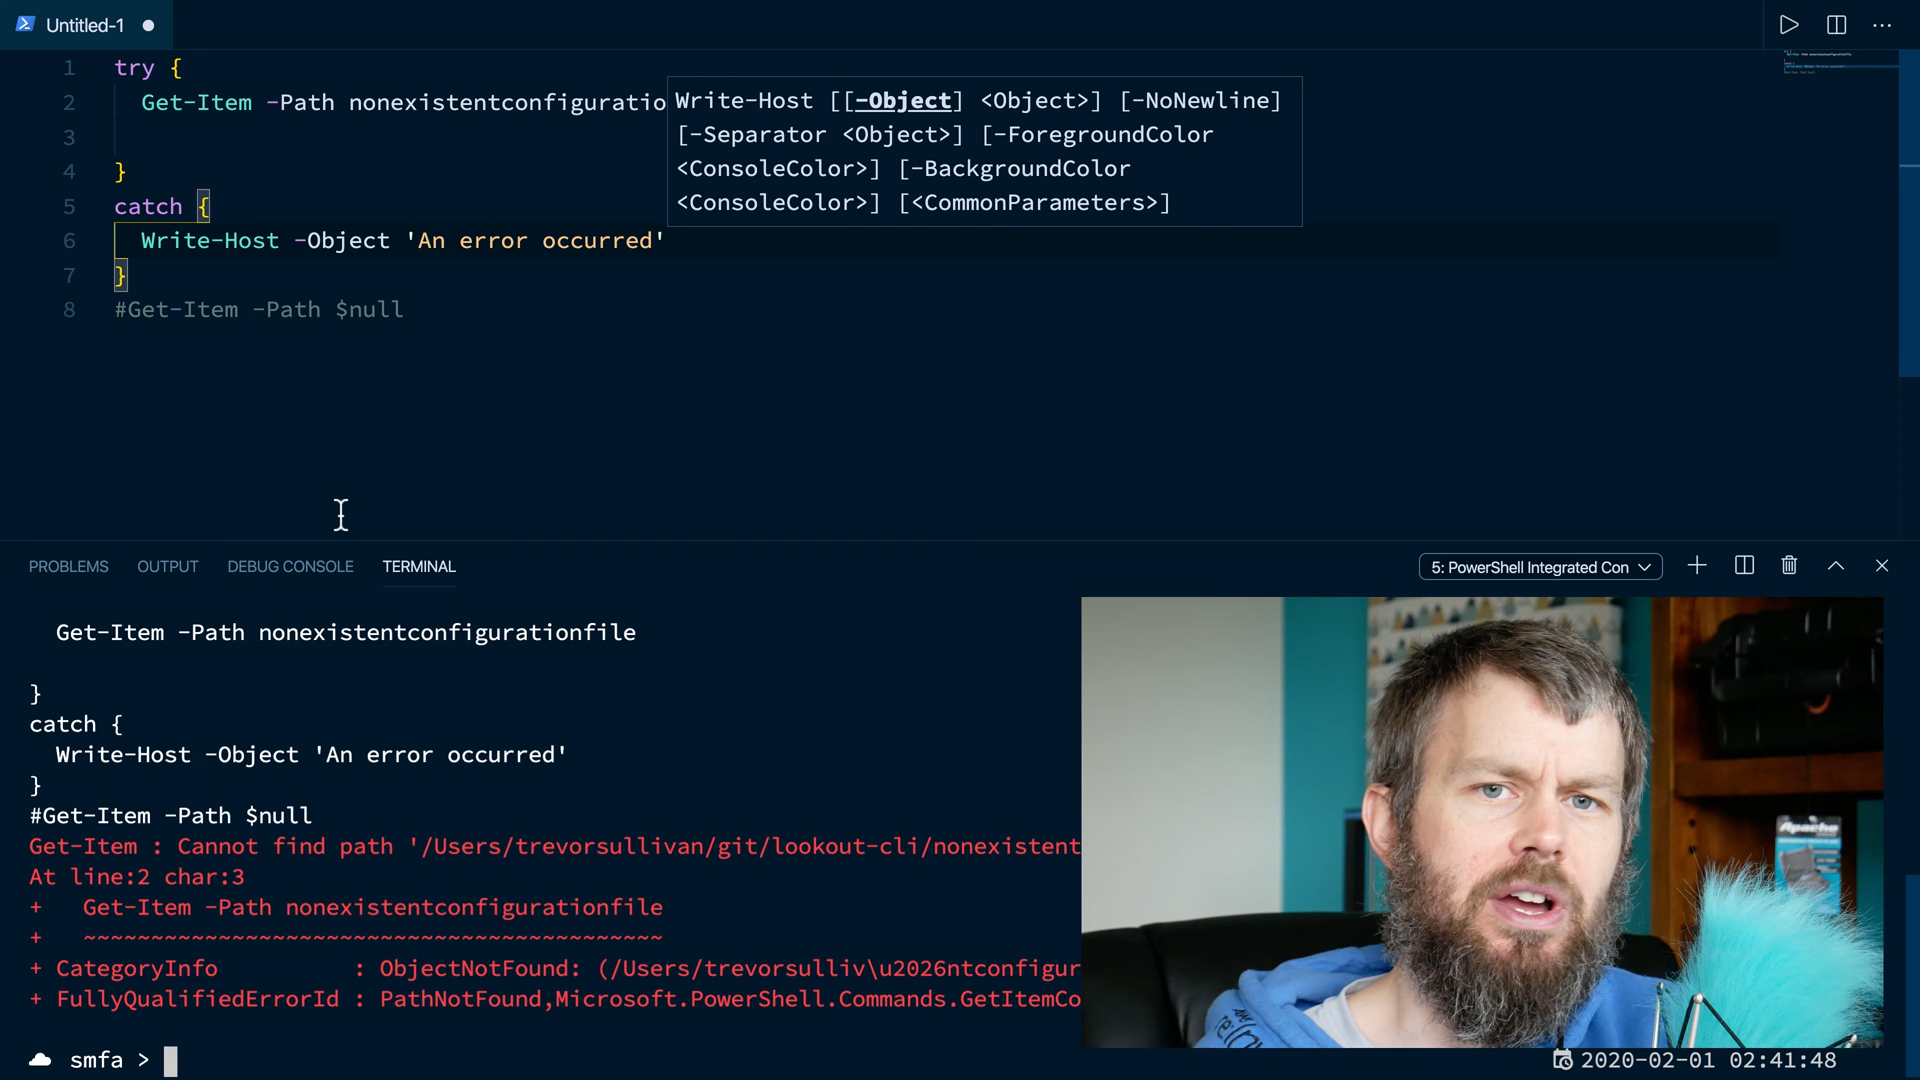 Untitled-1
1 try {
2 Get-Item -Path nonexistentconfiguratio
3
4 }
5 catch {
6 Write-Host -Object 'An error occurred'
7 }
8 #Get-Item -Path $null
Write-Host [[-Object] <Object>] [-NoNewline]
[-Separator <Object>] [-ForegroundColor
<ConsoleColor>] [-BackgroundColor
<ConsoleColor>] [<CommonParameters>]
PROBLEMS OUTPUT DEBUG CONSOLE TERMINAL 5: PowerShell Integrated Con
Get-Item -Path nonexistentconfigurationfile
}
catch {
Write-Host -Object 'An error occurred'
}
#Get-Item -Path $null
Get-Item : Cannot find path '/Users/trevorsullivan/git/lookout-cli/nonexistent
At line:2 char:3
+ Get-Item -Path nonexistentconfigurationfile
+ ~~~~~~~~~~~~~~~~~~~~~~~~~~~~~~~~~~~~~~~~~~~
+ CategoryInfo : ObjectNotFound: (/Users/trevorsulliv\u2026ntconfigur
+ FullyQualifiedErrorId : PathNotFound,Microsoft.PowerShell.Commands.GetItemCo
smfa >
Apache
2020-02-01 02:41:48